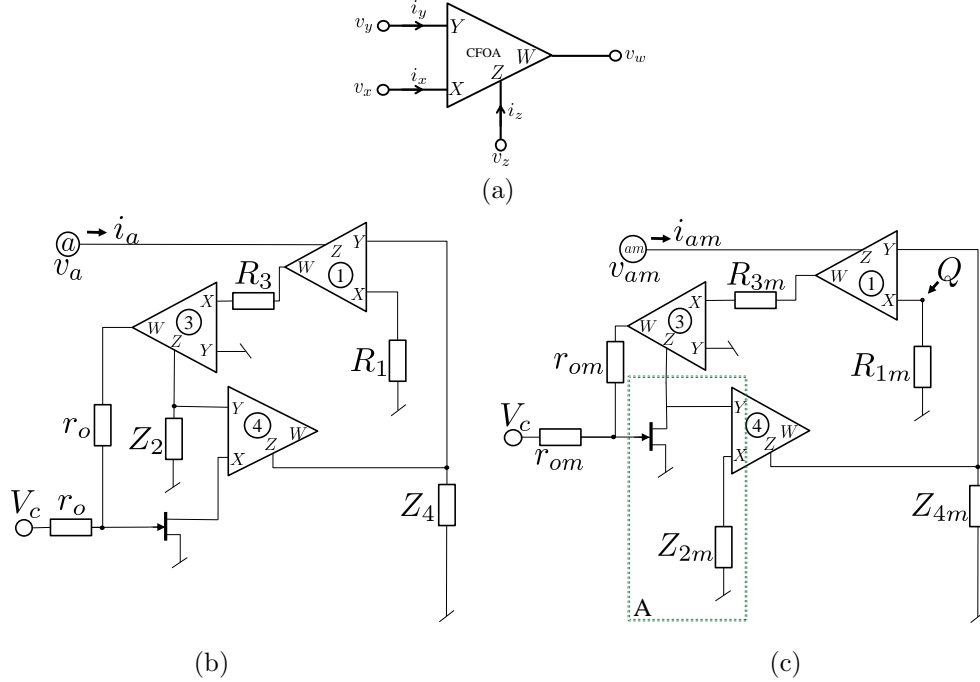 v_y i_y Y
CFOA W v_w
v_x i_x X Z
i_z
v_z
(a)
a i_a Z Y
v_a W 1
R_3 X
X
W 3
Z Y
R_1
r_o Z_2 Y 4 W
Z
X
V_c r_o Z_4
(b)
am i_am Z Y
v_am W 1 Q
R_3m X
X
W 3
Z Y
r_om R_1m
V_c Y 4 W
Z
r_om X
Z_2m Z_4m
A
(c)